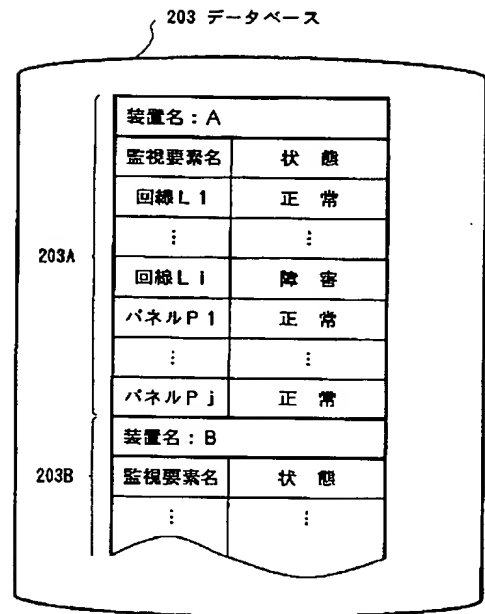 203 データベース
装置名：A
監視要素名 状 態
回線L1 正 常
⋮ ⋮
203A
回線Li 障 害
パネルP1 正 常
⋮ ⋮
パネルPj 正 常
装置名：B
203B
監視要素名 状 態
⋮ ⋮